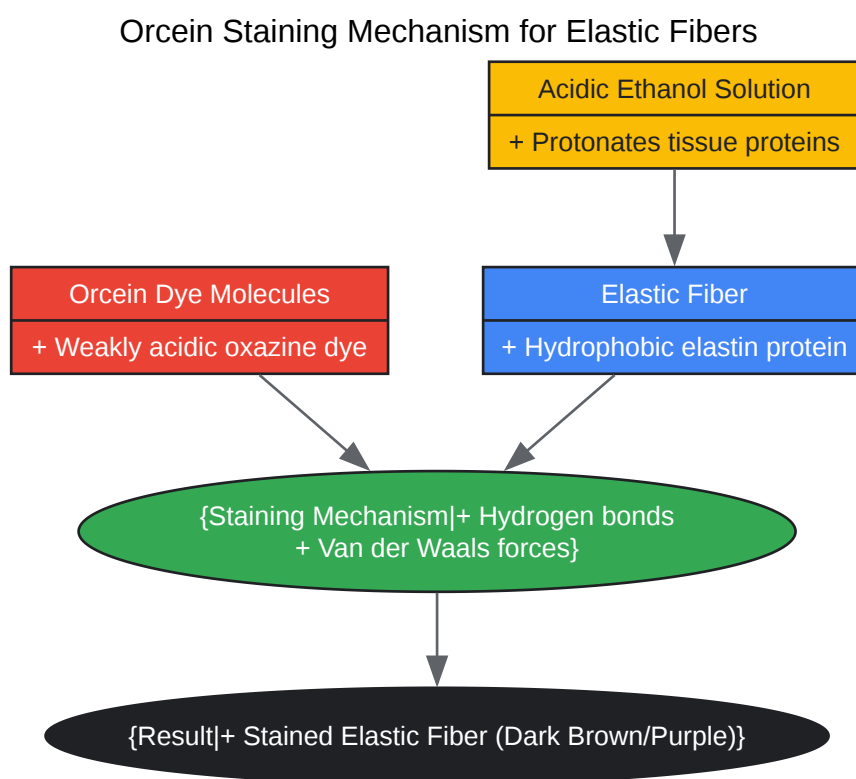 Orcein Staining Mechanism for Elastic Fibers
Acidic Ethanol Solution
+ Protonates tissue proteins
Orcein Dye Molecules
+ Weakly acidic oxazine dye
Elastic Fiber
+ Hydrophobic elastin protein
{Staining Mechanism|+ Hydrogen bonds
+ Van der Waals forces}
{Result|+ Stained Elastic Fiber (Dark Brown/Purple)}